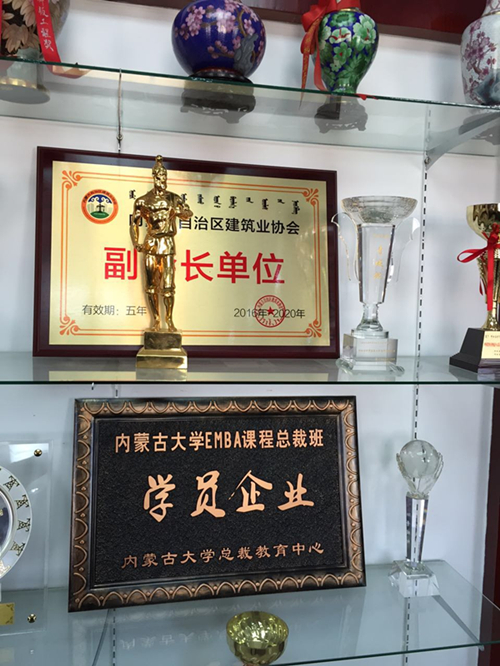 自治区建筑业协会
副 长单位
有效期：五年 2016年 2020年
内蒙古大学EMBA课程总裁班
学员企业
内蒙古大学总裁教育中心